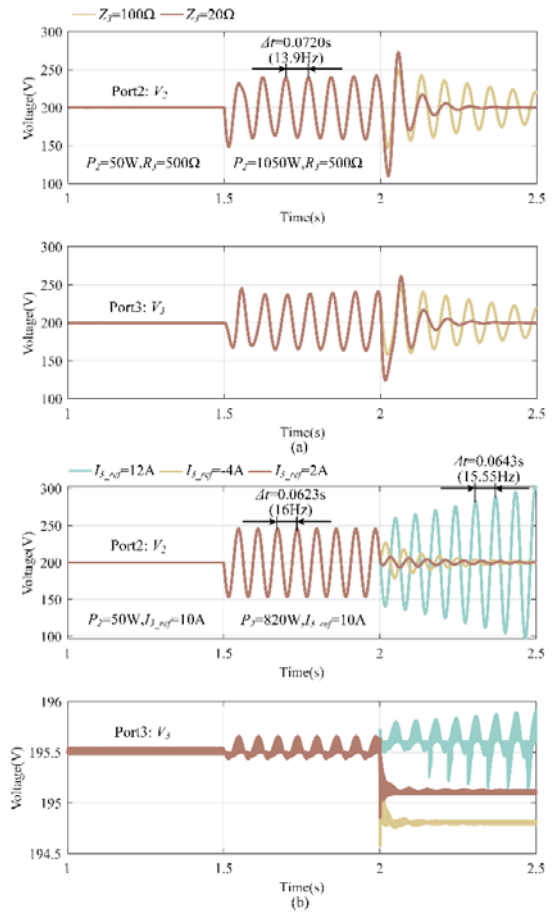 Z3=100Ω Z3=20Ω
300
Δt=0.0720s
(13.9Hz)
250
Port2: V2
200
150
P2=50W,R3=500Ω P2=1050W,R3=500Ω
100
1 1.5 2 2.5
Time(s)
Voltage(V)
300
Port3: V3
250
200
150
100
1 1.5 2 2.5
Time(s)
Voltage(V)
(a)
I3_ref=12A I3_ref=-4A I3_ref=2A
Δt=0.0643s
(15.55Hz)
300
Δt=0.0623s
(16Hz)
250
Port2: V2
200
150
P2=50W,I3_ref=10A P2=820W,I3_ref=10A
100
1 1.5 2 2.5
Time(s)
Voltage(V)
196
Port3: V3
195.5
195
194.5
1 1.5 2 2.5
Time(s)
Voltage(V)
(b)